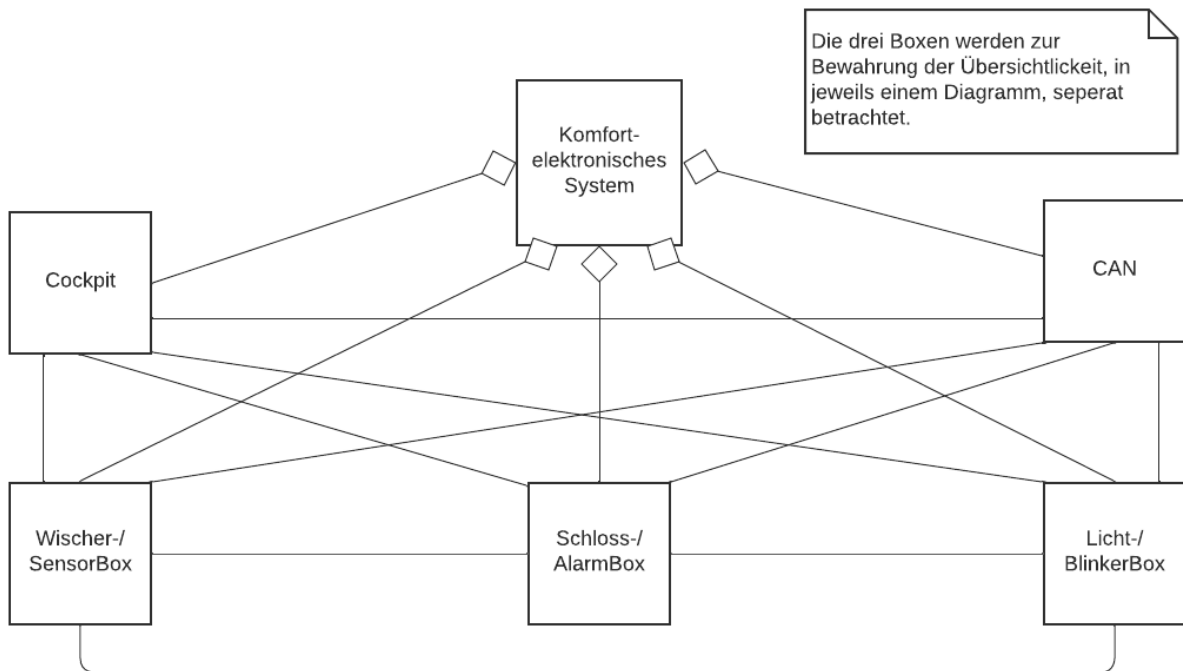 Die drei Boxen werden zur
Bewahrung der Übersichtlickeit, in
jeweils einem Diagramm, seperat
betrachtet.
Komfort-
elektronisches
System
Cockpit
CAN
Wischer-/
SensorBox
Schloss-/
AlarmBox
Licht-/
BlinkerBox